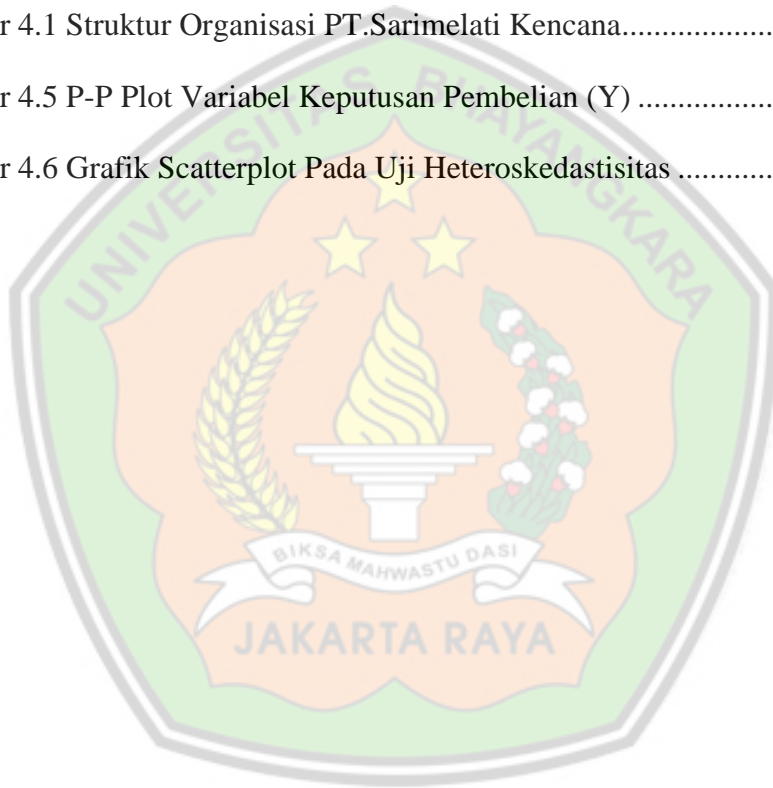 r 4.1 Struktur Organisasi PT.Sarimelati Kencana...................
r 4.5 P-P Plot Variabel Keputusan Pembelian (Y) .................
r 4.6 Grafik Scatterplot Pada Uji Heteroskedastisitas ............
UNIVERSITAS BHAYANGKARA
BIKSA MAHWASTU DASI
JAKARTA RAYA